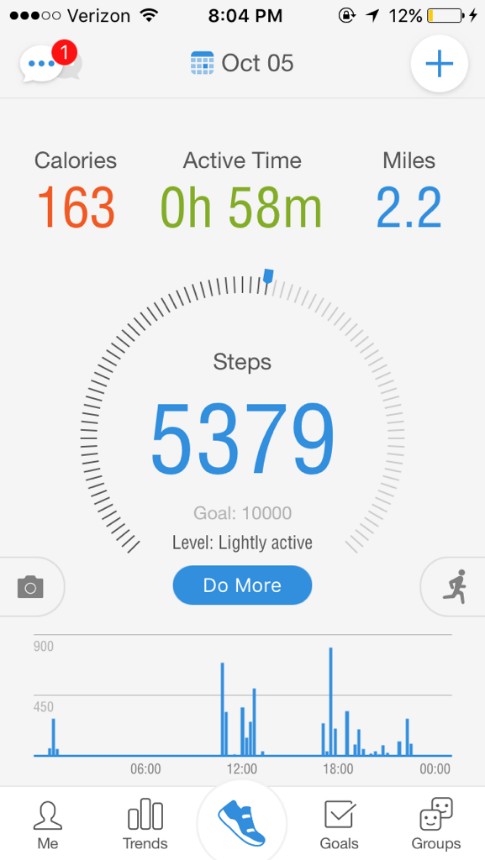 Verizon 8:04 PM 12%
1
Oct 05
Calories Active Time Miles
163 0h 58m 2.2
Steps
5379
Goal: 10000
Level: Lightly active
Do More
900
450
06:00 12:00 18:00 00:00
Me Trends Goals Groups